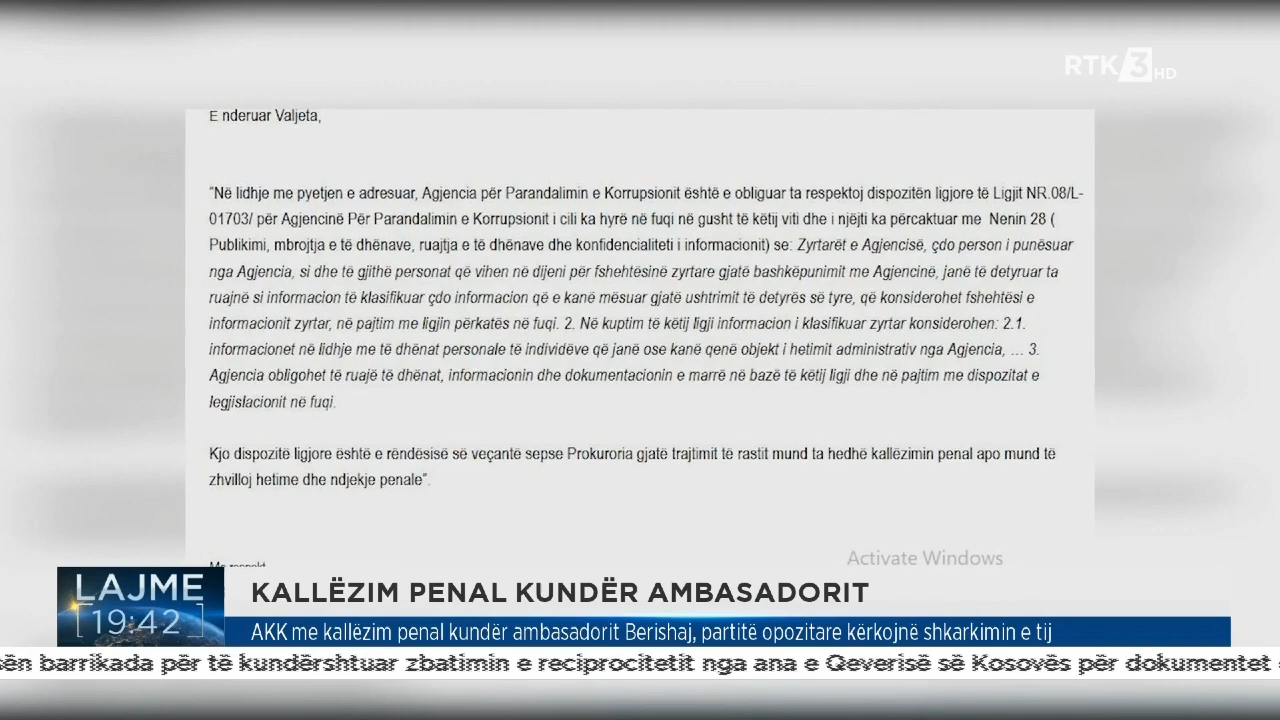 RTK 3 HD
E nderuar Valjeta,
"Në lidhje me pyetjen e adresuar, Agjencia për Parandalimin e Korrupsionit është e obliguar ta respektoj dispozitën ligjore të Ligjit NR.08/L-
01703/ për Agjencinë Për Parandalimin e Korrupsionit i cili ka hyrë në fuqi në gusht të këtij viti dhe i njëjti ka përcaktuar me Nenin 28 (
Publikimi, mbrojtja e të dhënave, ruajtja e të dhënave dhe konfidencialiteti i informacionit) se: Zyrtarët e Agjencisë, çdo person i punësuar
nga Agjencia, si dhe të gjithë personat që vihen në dijeni për fshehtësinë zyrtare gjatë bashkëpunimit me Agjencinë, janë të detyruar ta
ruajnë si informacion të klasifikuar çdo informacion që e kanë mësuar gjatë ushtrimit të detyrës së tyre, që konsiderohet fshehtësi e
informacionit zyrtar, në pajtim me ligjin përkatës në fuqi. 2. Në kuptim të këtij ligji informacion i klasifikuar zyrtar konsiderohen: 2.1.
informacionet në lidhje me të dhënat personale të individëve që janë ose kanë qenë objekt i hetimit administrativ nga Agjencia, ... 3.
Agjencia obligohet të ruajë të dhënat, informacionin dhe dokumentacionin e marrë në bazë të këtij ligji dhe në pajtim me dispozitat e
legjislacionit në fuqi.
Kjo dispozitë ligjore është e rëndësisë së veçantë sepse Prokuroria gjatë trajtimit të rastit mund ta hedhë kallëzimin penal apo mund të
zhvilloj hetime dhe ndjekje penale".
Me respekt
Activate Windows
LAJME
19:42
KALLËZIM PENAL KUNDËR AMBASADORIT
AKK me kallëzim penal kundër ambasadorit Berishaj, partitë opozitare kërkojnë shkarkimin e tij
sën barrikada për të kundërshtuar zbatimin e reciprocitetit nga ana e Qeverisë së Kosovës për dokumentet